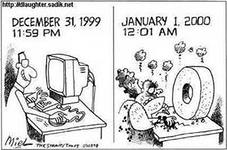 http://dlaughter.sadik.net
DECEMBER 31, 1999
11:59 PM
JANUARY 1, 2000
12:01 AM
Miel
THE STRAITS TIMES